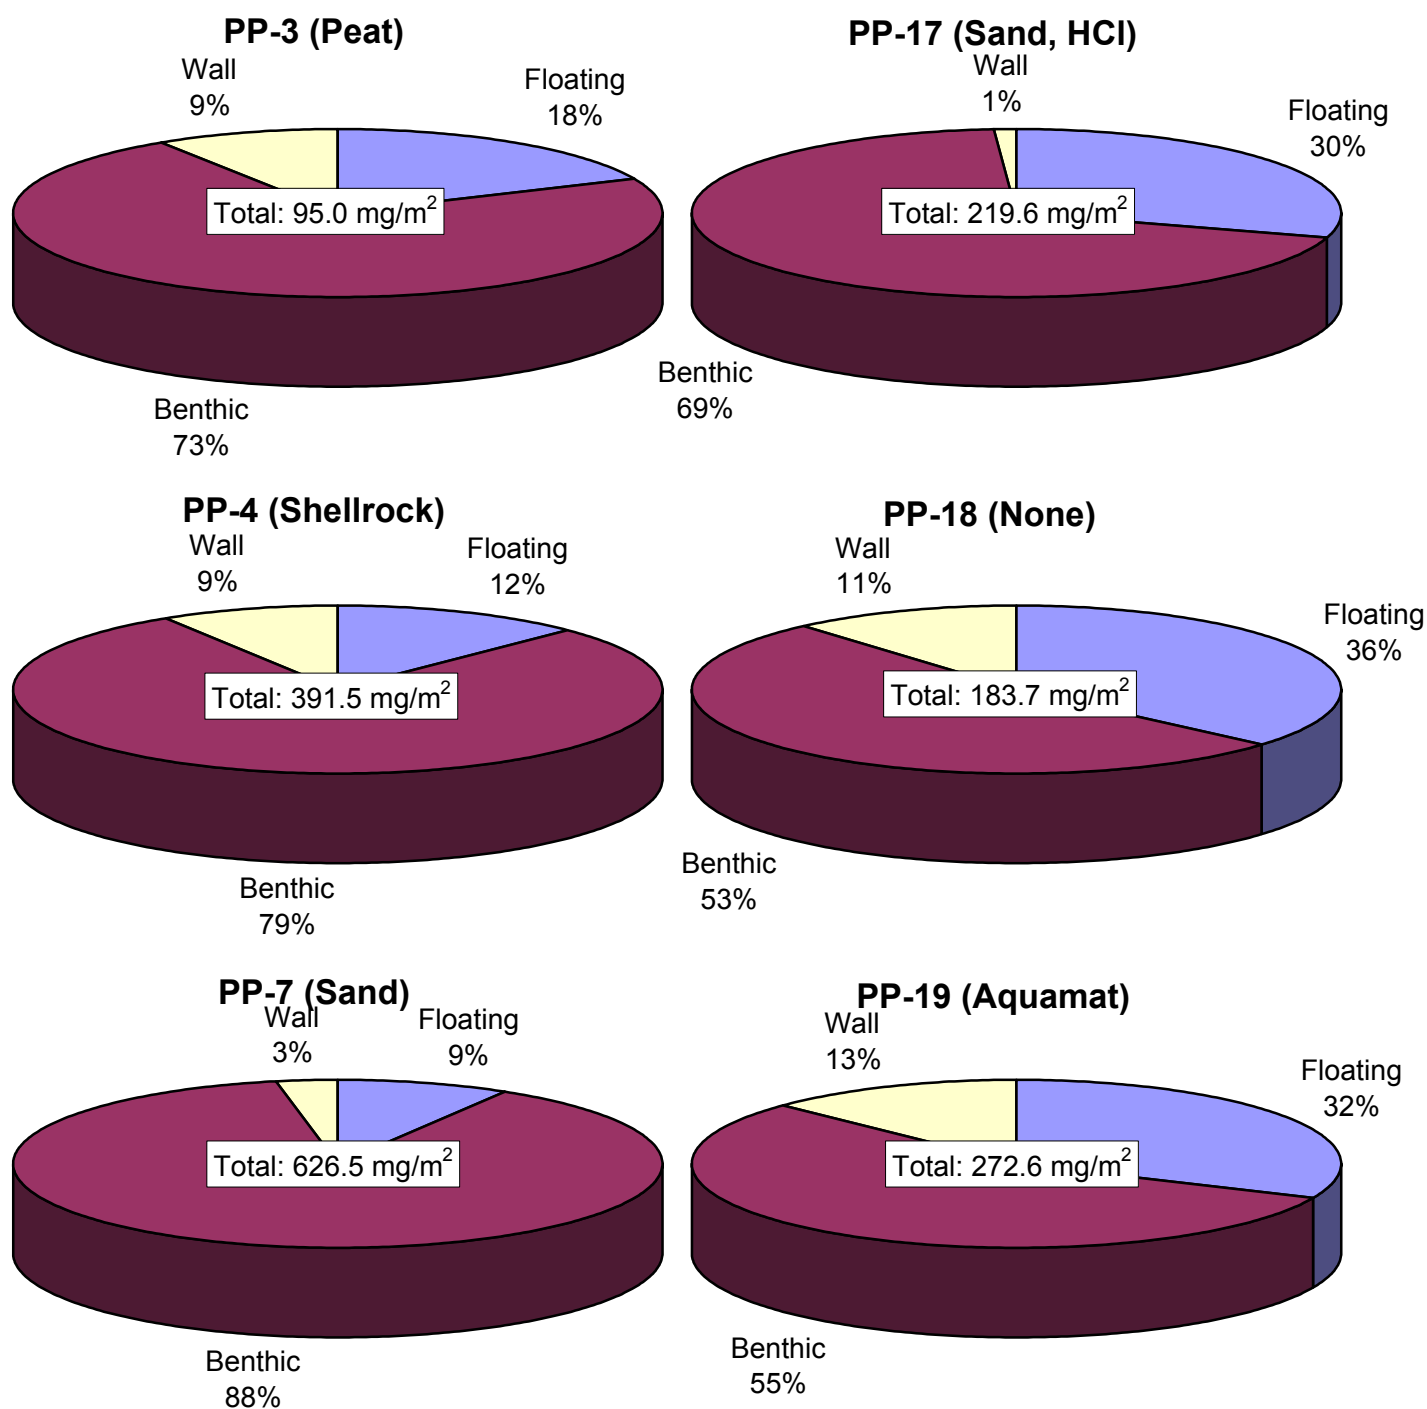 PP-3 (Peat)
Wall
9%
Floating
18%
Total: 95.0 mg/m²
Benthic
73%
PP-17 (Sand, HCl)
Wall
1%
Floating
30%
Total: 219.6 mg/m²
Benthic
69%
PP-4 (Shellrock)
Wall
9%
Floating
12%
Total: 391.5 mg/m²
Benthic
79%
PP-18 (None)
Wall
11%
Floating
36%
Total: 183.7 mg/m²
Benthic
53%
PP-7 (Sand)
Wall
3%
Floating
9%
Total: 626.5 mg/m²
Benthic
88%
PP-19 (Aquamat)
Wall
13%
Floating
32%
Total: 272.6 mg/m²
Benthic
55%